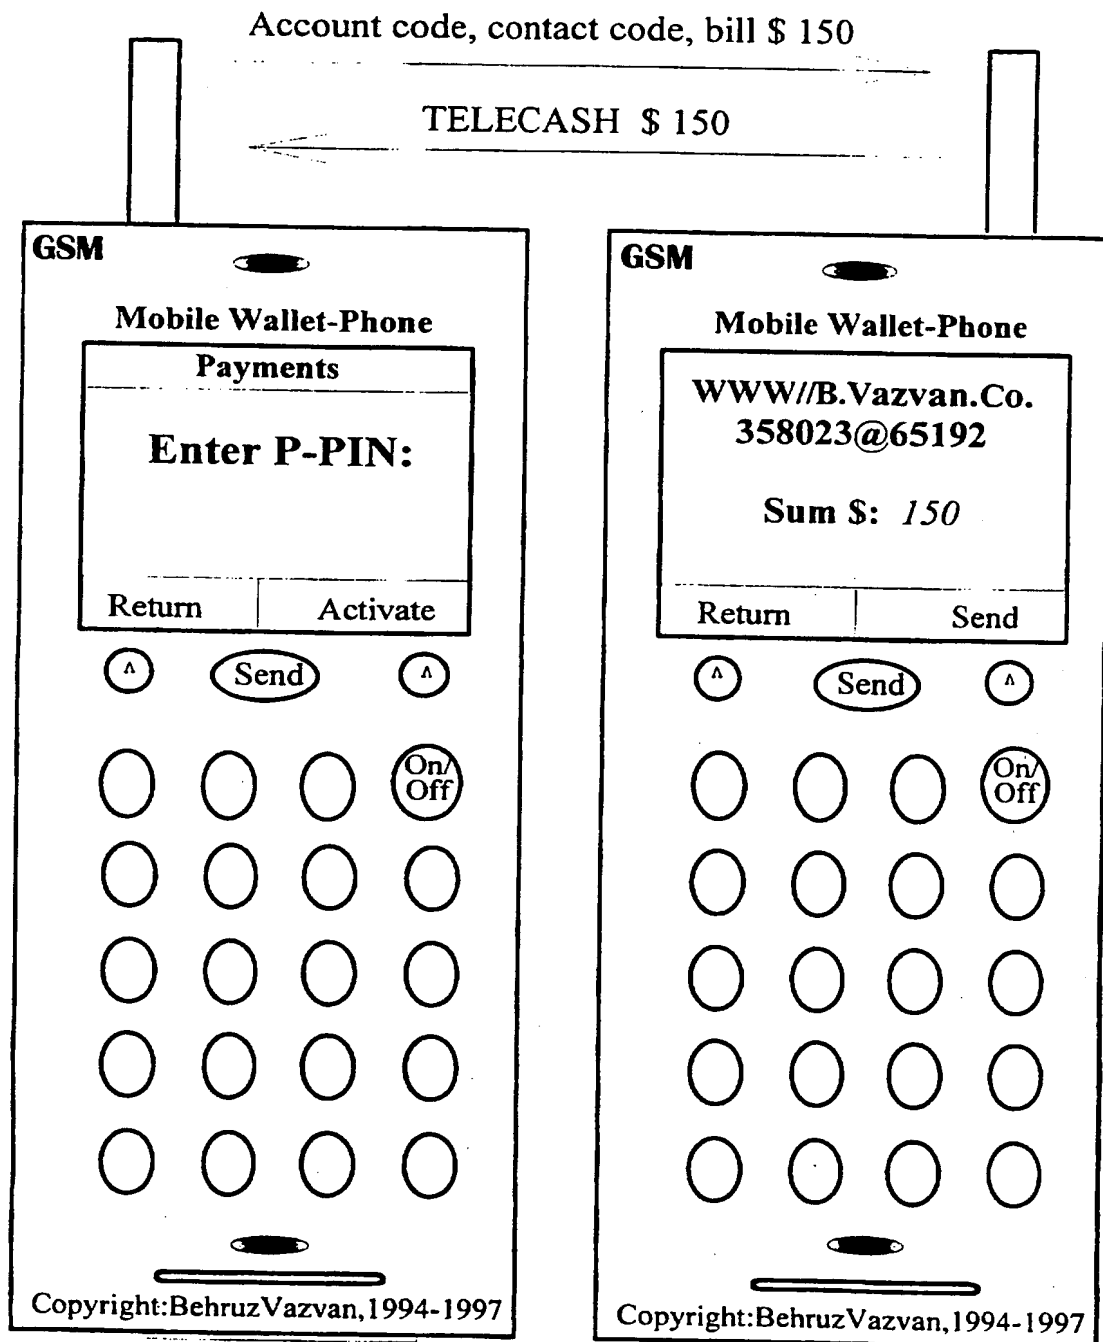 Account code, contact code, bill $ 150
TELECASH $ 150
GSM
Mobile Wallet-Phone
Payments
Enter P-PIN:
Return Activate
^ Send ^
On/
Off
Copyright:BehruzVazvan,1994-1997
GSM
Mobile Wallet-Phone
WWW//B.Vazvan.Co.
358023@65192
Sum $: 150
Return Send
^ Send ^
On/
Off
Copyright:BehruzVazvan,1994-1997